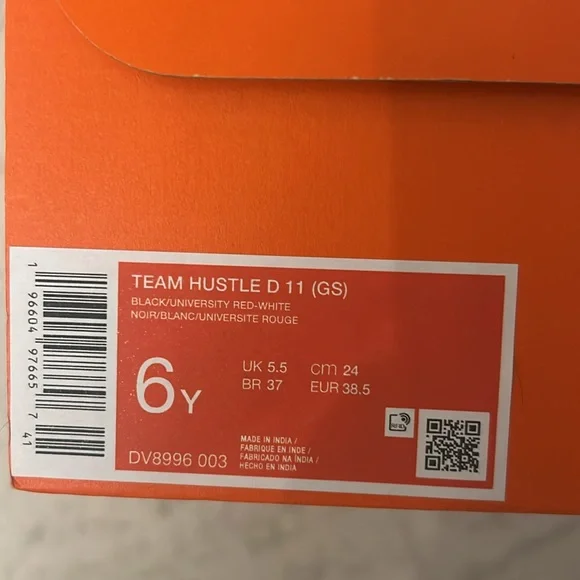 TEAM HUSTLE D 11 (GS)
BLACK/UNIVERSITY RED-WHITE
NOIR/BLANC/UNIVERSITE ROUGE
6Y
UK 5.5 cm 24
BR 37 EUR 38.5
DV8996 003
MADE IN INDIA /
FABRIQUE EN INDE /
FABRICADO NA ÍNDIA /
HECHO EN INDIA
RFID
1 96604 97665 7 41